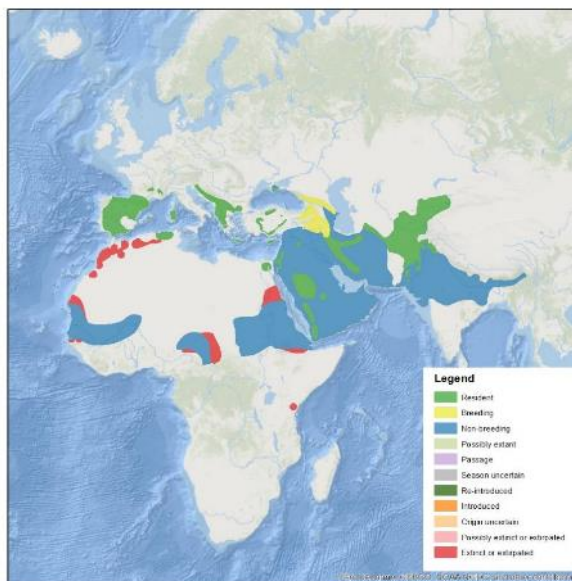 Legend
Resident
Breeding
Non-breeding
Possibly extant
Passage
Season uncertain
Re-introduced
Introduced
Origin uncertain
Possibly extinct or extirpated
Extinct or extirpated